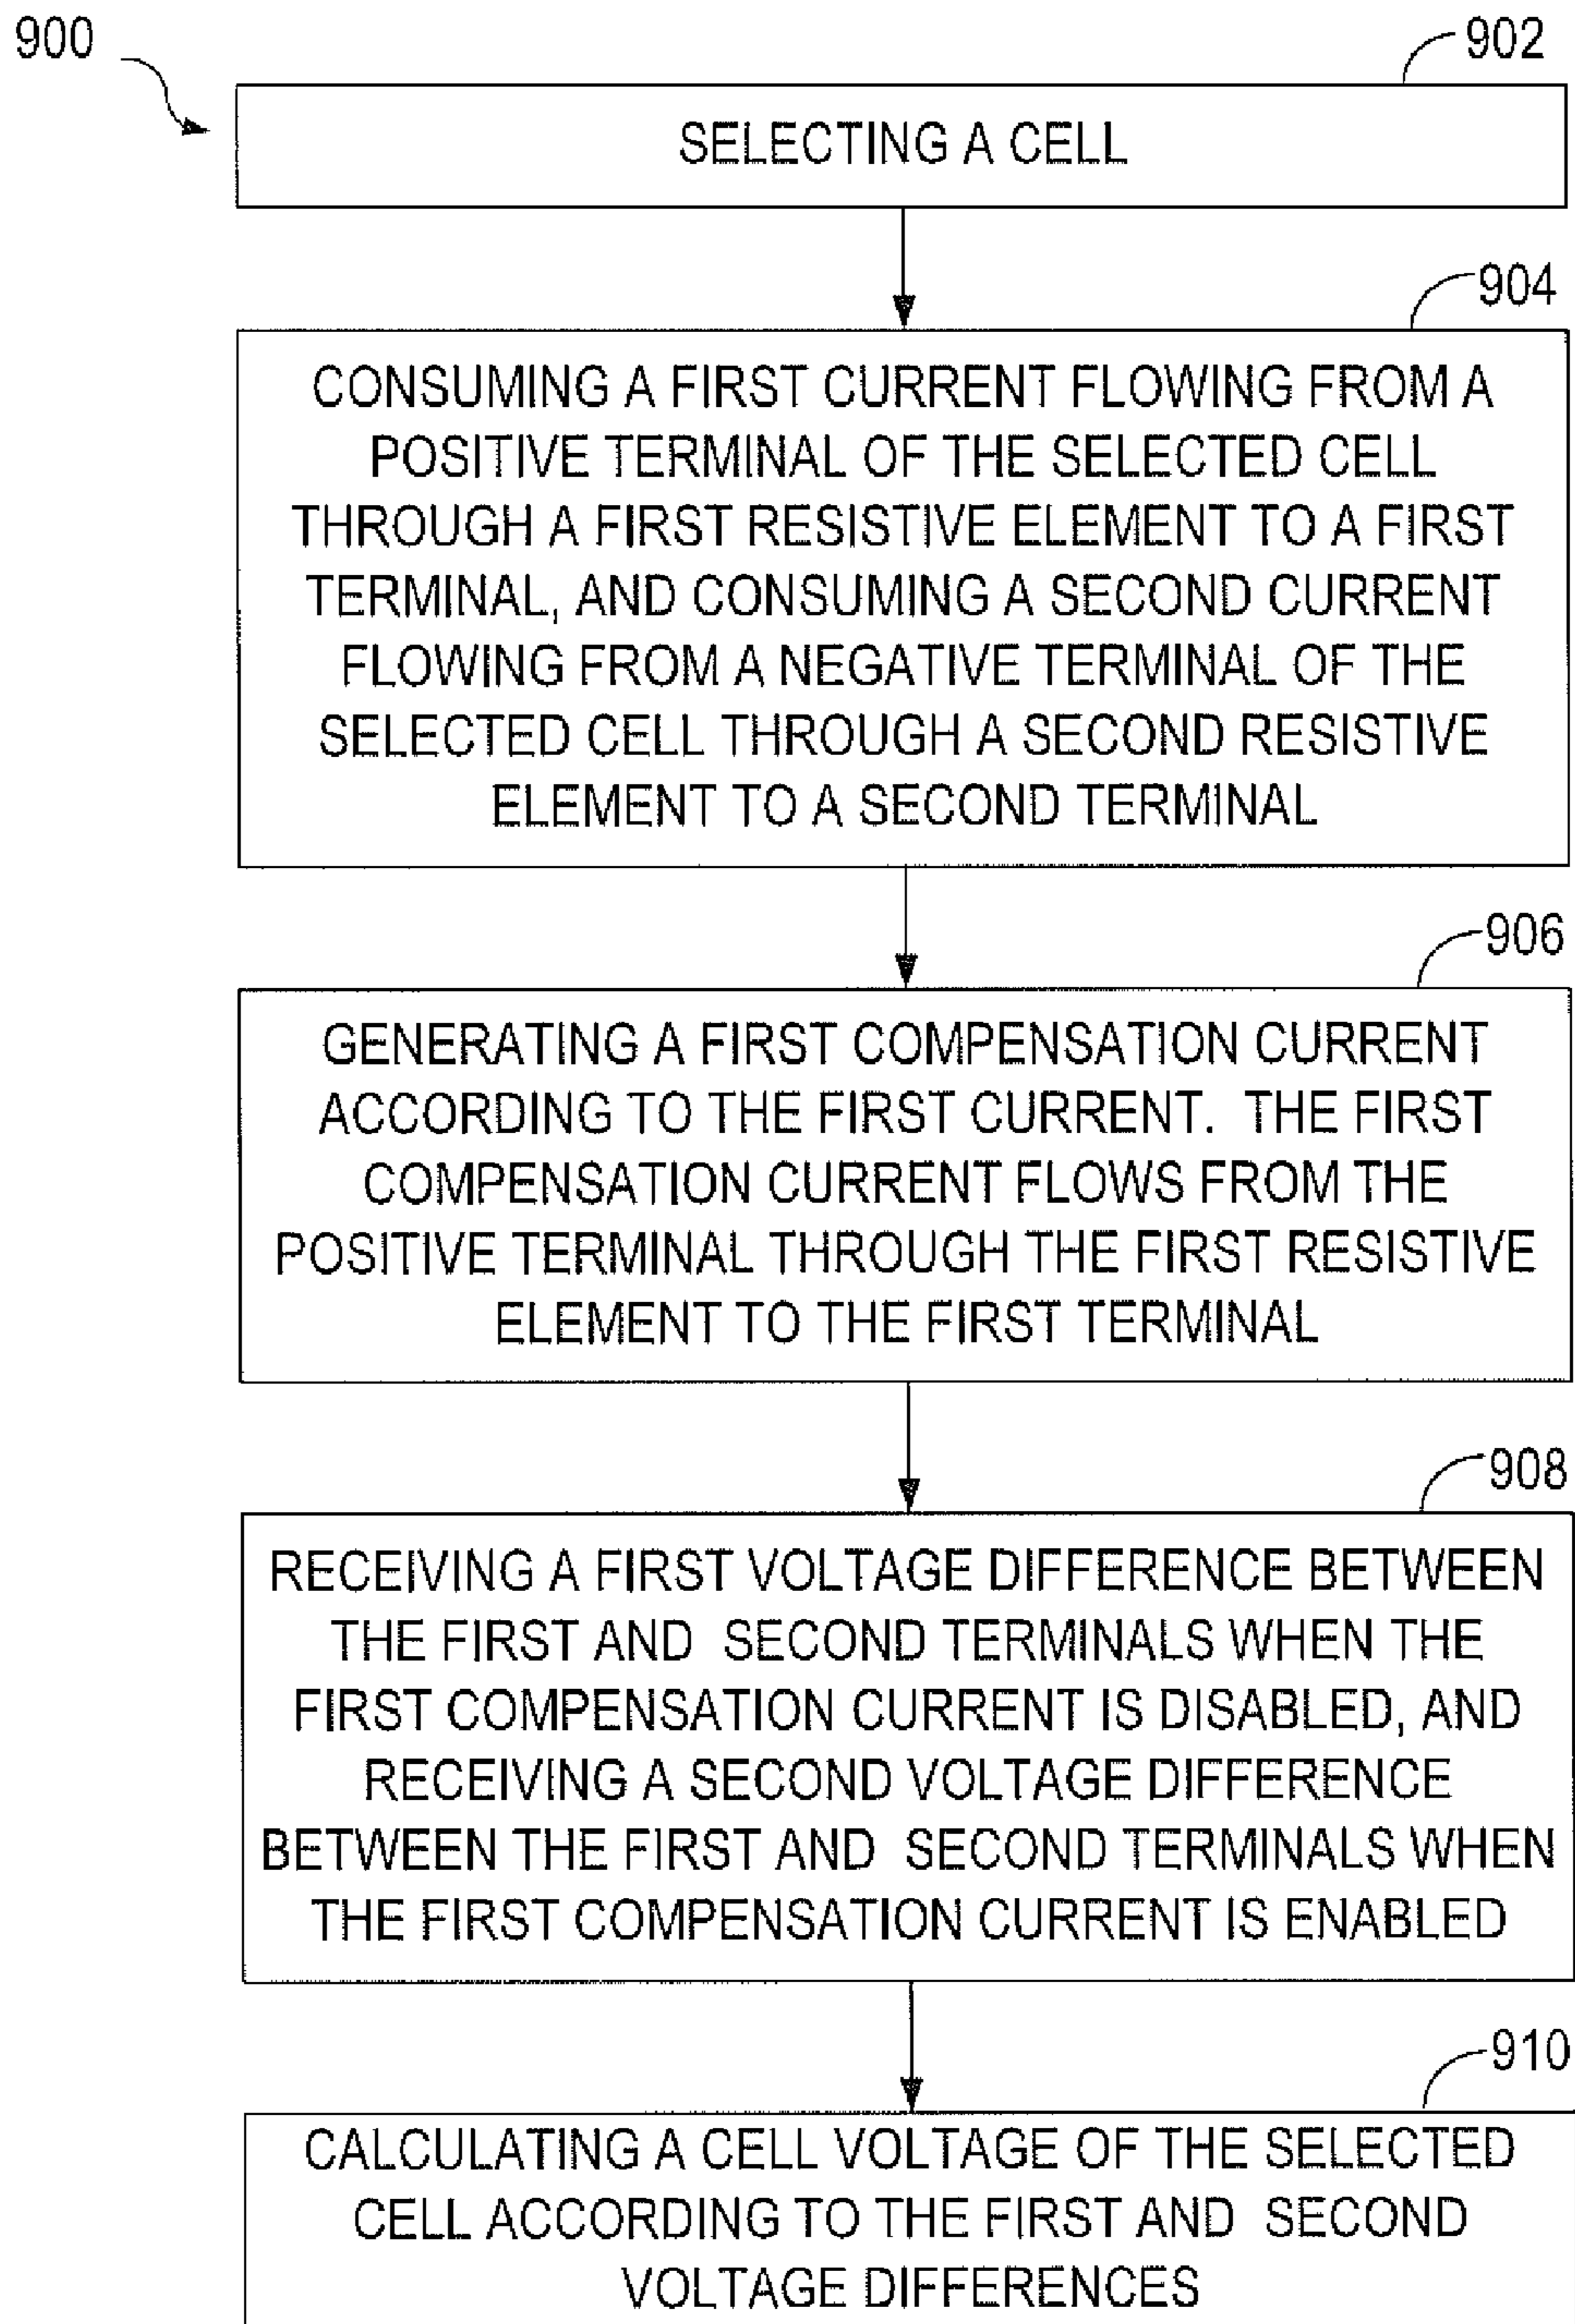 900
902
SELECTING A CELL
904
CONSUMING A FIRST CURRENT FLOWING FROM A
POSITIVE TERMINAL OF THE SELECTED CELL
THROUGH A FIRST RESISTIVE ELEMENT TO A FIRST
TERMINAL, AND CONSUMING A SECOND CURRENT
FLOWING FROM A NEGATIVE TERMINAL OF THE
SELECTED CELL THROUGH A SECOND RESISTIVE
ELEMENT TO A SECOND TERMINAL
906
GENERATING A FIRST COMPENSATION CURRENT
ACCORDING TO THE FIRST CURRENT. THE FIRST
COMPENSATION CURRENT FLOWS FROM THE
POSITIVE TERMINAL THROUGH THE FIRST RESISTIVE
ELEMENT TO THE FIRST TERMINAL
908
RECEIVING A FIRST VOLTAGE DIFFERENCE BETWEEN
THE FIRST AND SECOND TERMINALS WHEN THE
FIRST COMPENSATION CURRENT IS DISABLED, AND
RECEIVING A SECOND VOLTAGE DIFFERENCE
BETWEEN THE FIRST AND SECOND TERMINALS WHEN
THE FIRST COMPENSATION CURRENT IS ENABLED
910
CALCULATING A CELL VOLTAGE OF THE SELECTED
CELL ACCORDING TO THE FIRST AND SECOND
VOLTAGE DIFFERENCES